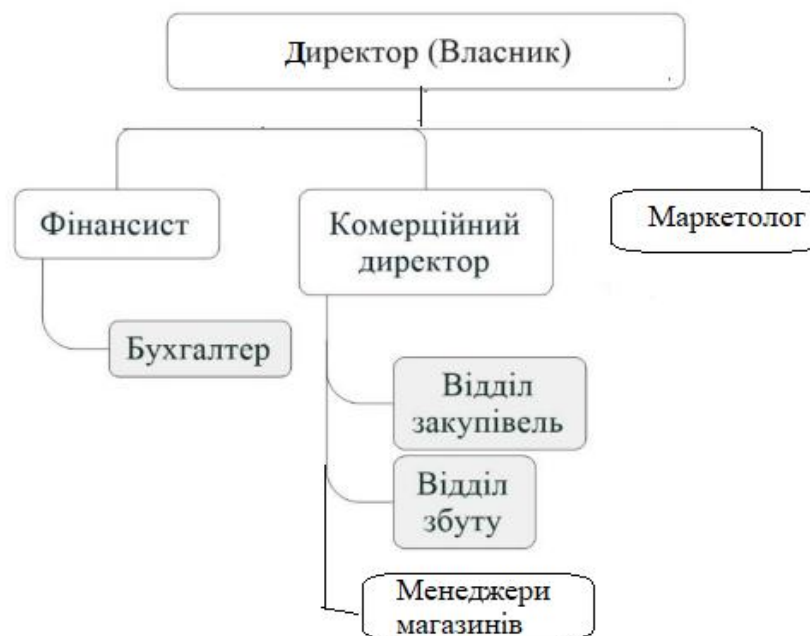 Директор (Власник)
Фінансист
Комерційний
директор
Маркетолог
Бухгалтер
Відділ
закупівель
Відділ
збуту
Менеджери
магазинів